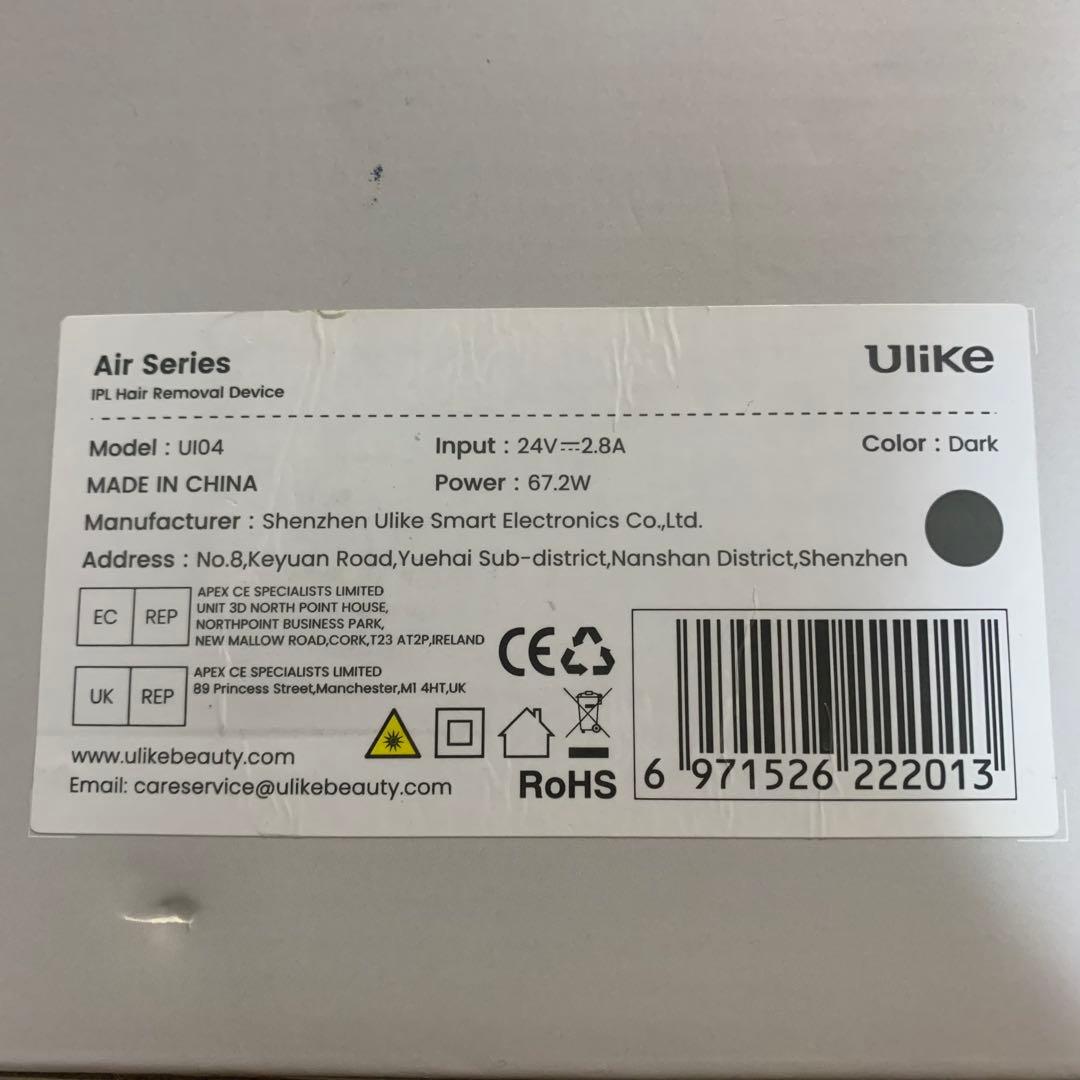 Air Series
Ulike
IPL Hair Removal Device
Model : UI04
Input : 24V⎓2.8A
Color : Dark
MADE IN CHINA
Power : 67.2W
Manufacturer : Shenzhen Ulike Smart Electronics Co.,Ltd.
Address : No.8,Keyuan Road,Yuehai Sub-district,Nanshan District,Shenzhen
EC REP
APEX CE SPECIALISTS LIMITED
UNIT 3D NORTH POINT HOUSE,
NORTHPOINT BUSINESS PARK,
NEW MALLOW ROAD,CORK,T23 AT2P,IRELAND
CE
UK REP
APEX CE SPECIALISTS LIMITED
89 Princess Street,Manchester,M1 4HT,UK
www.ulikebeauty.com
Email: careservice@ulikebeauty.com
RoHS
6 971526 222013